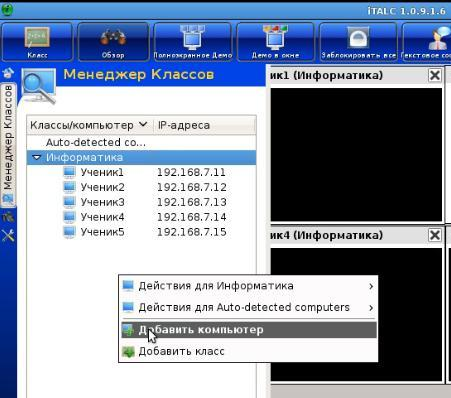 iTALC 1.0.9.1.6
Класс
Обзор
Полноэкранное Демо
Демо в окне
Заблокировать все
Менеджер Классов
Менеджер Классов
Классы/компьютер IP-адреса
Auto-detected co...
Информатика
Ученик1 192.168.7.11
Ученик2 192.168.7.12
Ученик3 192.168.7.13
Ученик4 192.168.7.14
Ученик5 192.168.7.15
ик1 (Информатика)
ик4 (Информатика)
Действия для Информатика
Действия для Auto-detected computers
Добавить компьютер
Добавить класс